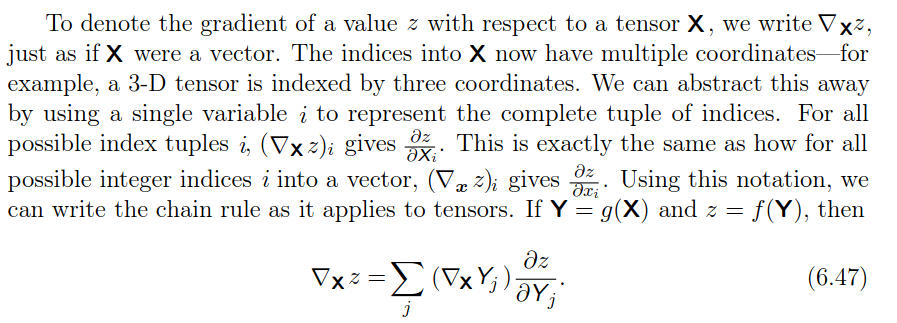 To denote the gradient of a value z with respect to a tensor X, we write ∇_X z,
just as if X were a vector. The indices into X now have multiple coordinates—for
example, a 3-D tensor is indexed by three coordinates. We can abstract this away
by using a single variable i to represent the complete tuple of indices. For all
possible index tuples i, (∇_X z)_i gives ∂z/∂X_i. This is exactly the same as how for all
possible integer indices i into a vector, (∇_x z)_i gives ∂z/∂x_i. Using this notation, we
can write the chain rule as it applies to tensors. If Y = g(X) and z = f(Y), then
∇_X z = ∑_j (∇_X Y_j) ∂z/∂Y_j. (6.47)